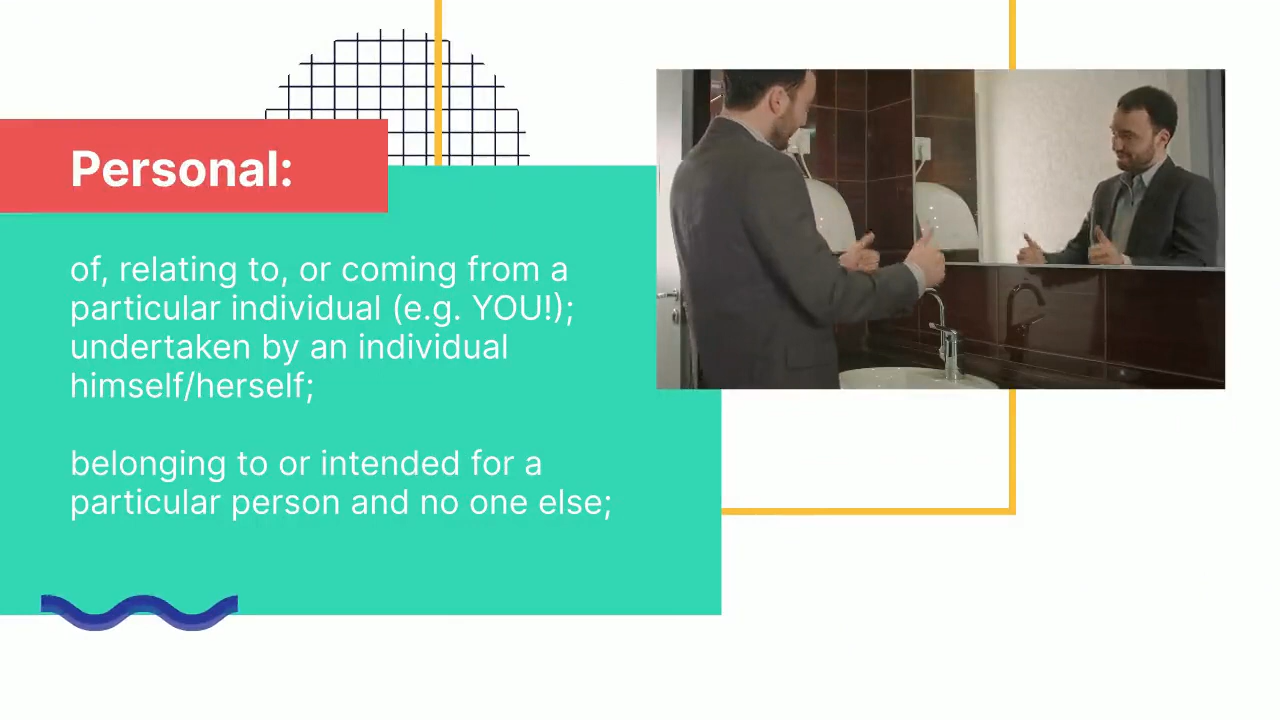 Personal:
of, relating to, or coming from a
particular individual (e.g. YOU!);
undertaken by an individual
himself/herself;
belonging to or intended for a
particular person and no one else;